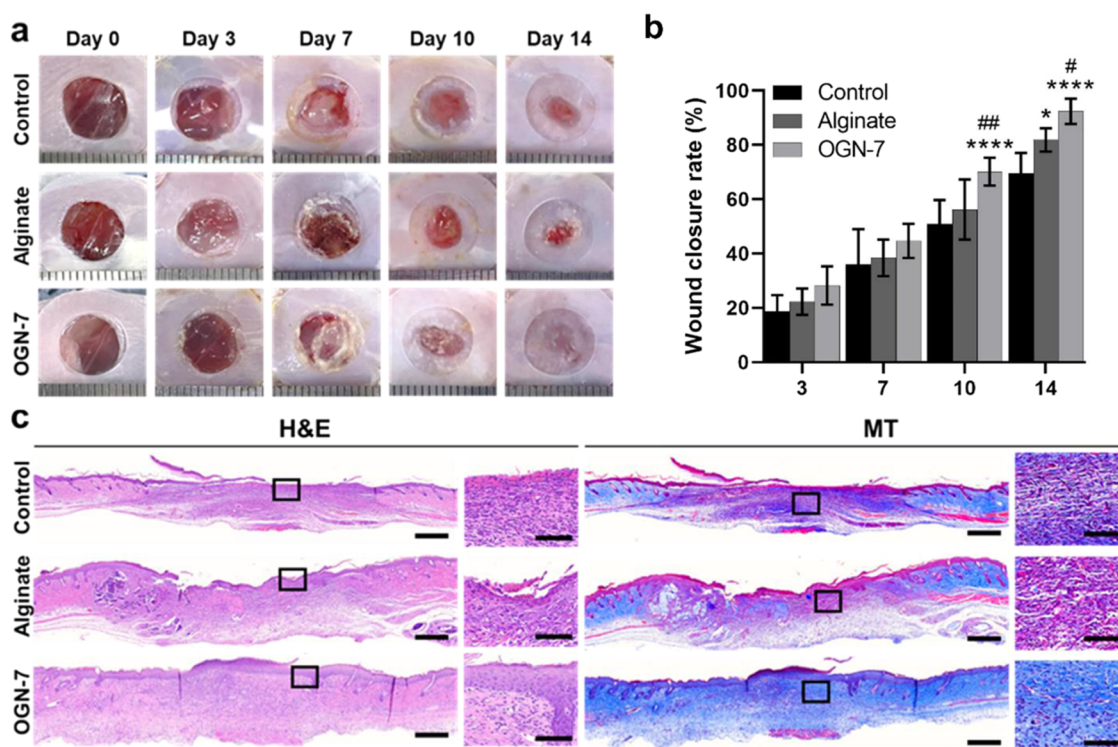 a
Day 0 Day 3 Day 7 Day 10 Day 14
Control
Alginate
OGN-7
b
Wound closure rate (%)
100
80
60
40
20
0
Control
Alginate
OGN-7
##
****
#
****
*
3 7 10 14
c
H&E MT
Control
Alginate
OGN-7